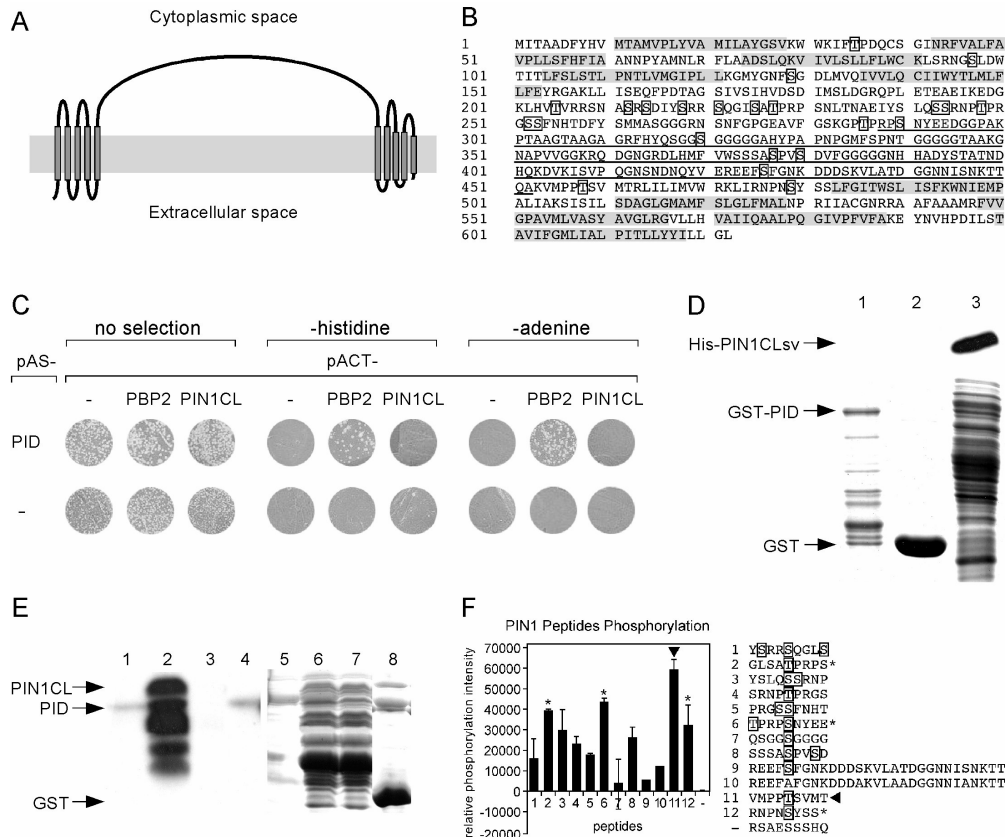 A
Cytoplasmic space
Extracellular space
B
1 MITAADFYHV MTAMVPLYVA MILAYGSVKW WKIFTPDQCS GINRFVALFA
51 VPLLSFHFIA ANNPYAMNLR FLAADSLQKV IVLSLLFLWC KLSRNGSLDW
101 TITLFSLSTL PNTLVMGIPL LKGMYGNFSG DLMVQIVVLQ CIIWYTLMLF
151 LFEYRGAKLL ISEQFPDTAG SIVSIHVDSD IMSLDGRQPL ETEAEIKEDG
201 KLHVTVRRSN ASRSDIYSRR SQGLSATPRP SNLTNAEIYS LQSSRNPTPR
251 GSSFNHTDFY SMMASGGGRN SNFGPGEAVF GSKGPTPRPS NYEEDGGPAK
301 PTAAGTAAGA GRFHYQSGGS GGGGGAHYPA PNPGMFSPNT GGGGGTAAKG
351 NAPVVGGKRQ DGNGRDLHMF VWSSSASPVS DVFGGGGGNH HADYSTATND
401 HQKDVKISVP QGNSNDNQYV EREEFSFGNK DDDSKVLATD GGNNISNKTT
451 QAKVMPPTSV MTRLILIMVW RKLIRNPNSY SSLFGITWSL ISFKWNIEMP
501 ALIAKSISIL SDAGLGMAMF SLGLFMALNP RIIACGNRRA AFAAAMRFVV
551 GPAVMLVASY AVGLRGVLLH VAIIQAALPQ GIVPFVFAKE YNVHPDILST
601 AVIFGMLIAL PITLLYYILL GL
C
no selection -histidine -adenine
pAS- pACT-
- PBP2 PIN1CL - PBP2 PIN1CL - PBP2 PIN1CL
PID
-
D
1 2 3
His-PIN1CLsv
GST-PID
GST
E
1 2 3 4 5 6 7 8
PIN1CL
PID
GST
F
PIN1 Peptides Phosphorylation
relative phosphorylation intensity
70000
60000
50000
40000
30000
20000
10000
0
-10000
-20000
* * *
1 2 3 4 5 6 7 8 9 10 11 12 -
peptides
1 YSRRSQGLS
2 GLSATPRPS*
3 SYLQSSRNP
4 SRNPTPRGS
5 PRGSSFNHT
6 TPRPSNYEE*
7 QSGGSGGGG
8 SSSASPVSD
9 REEFSFGNKDDDSKVLATDGGNNISNKTT
10 REEFAFGNKDDDAKVLAADGGNNISNKTT
11 VMPPTSVMT
12 RNPNSYSS*
- RSAESSSHQ